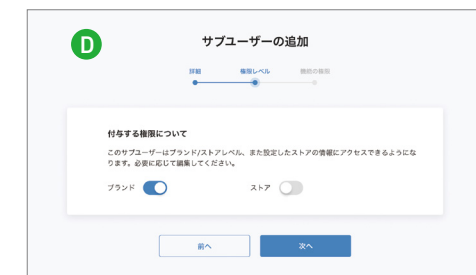 D
サブユーザーの追加
詳細 権限レベル 機能の権限
付与する権限について
このサブユーザーはブランド/ストアレベル、また設定したストアの情報にアクセスできるようにな
ります。必要に応じて編集してください。
ブランド ストア
前へ 次へ